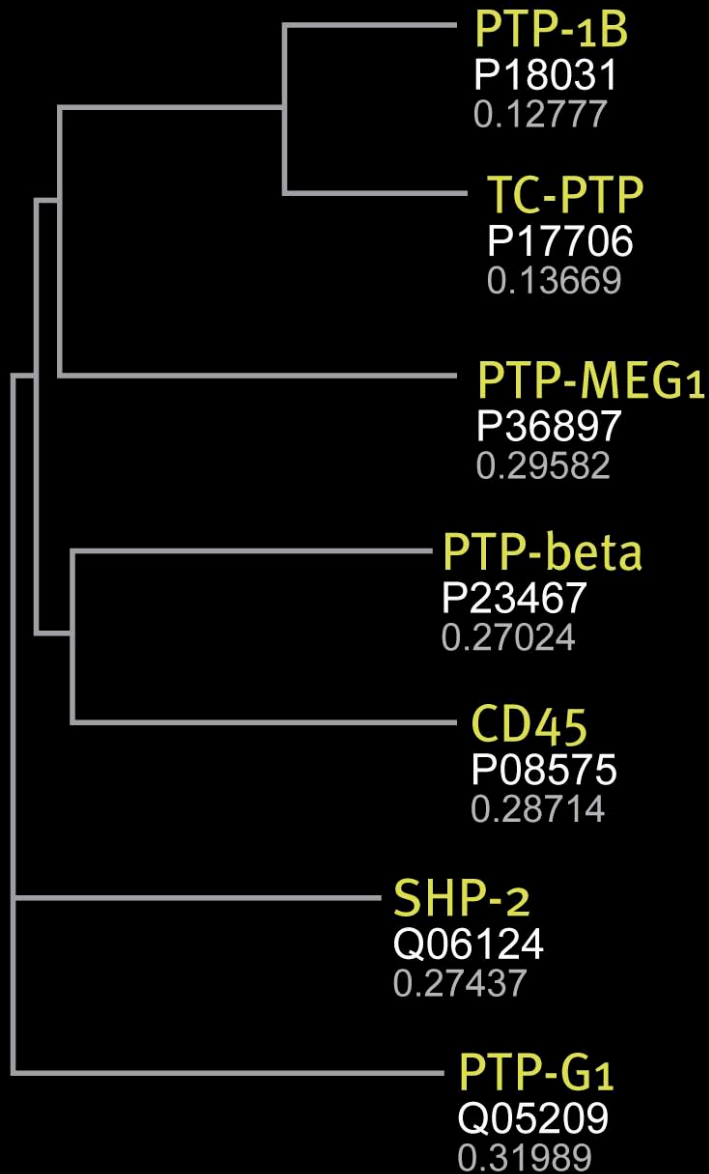 PTP-1B
P18031
0.12777
TC-PTP
P17706
0.13669
PTP-MEG1
P36897
0.29582
PTP-beta
P23467
0.27024
CD45
P08575
0.28714
SHP-2
Q06124
0.27437
PTP-G1
Q05209
0.31989